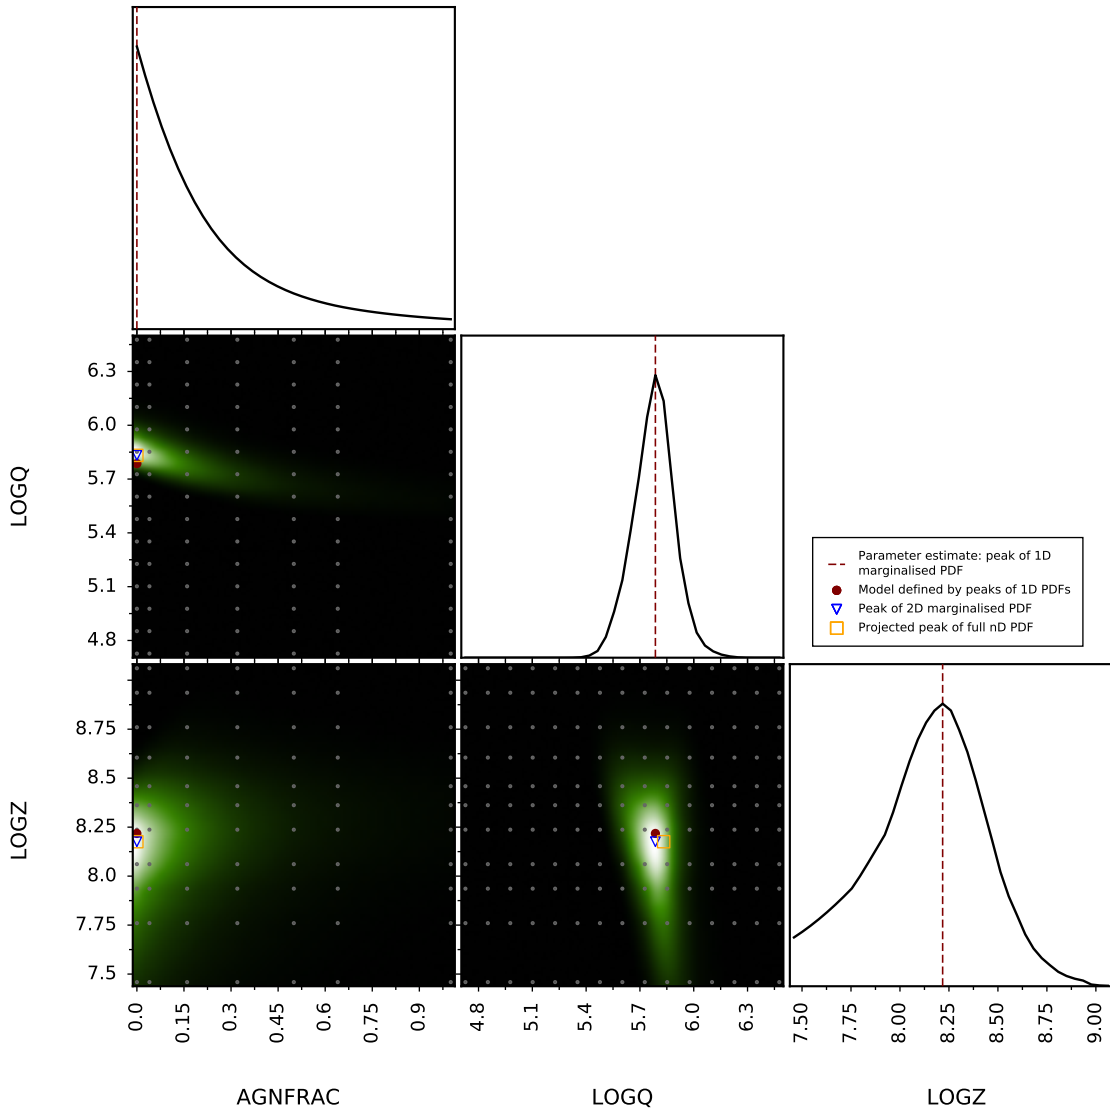 6.3
6.0
5.7
5.4
5.1
4.8
LOGQ
Parameter estimate: peak of 1D
marginalised PDF
Model defined by peaks of 1D PDFs
Peak of 2D marginalised PDF
Projected peak of full nD PDF
8.75
8.5
8.25
8.0
7.75
7.5
LOGZ
0.0 0.15 0.3 0.45 0.6 0.75 0.9
4.8 5.1 5.4 5.7 6.0 6.3
7.50 7.75 8.00 8.25 8.50 8.75 9.00
AGNFRAC LOGQ LOGZ